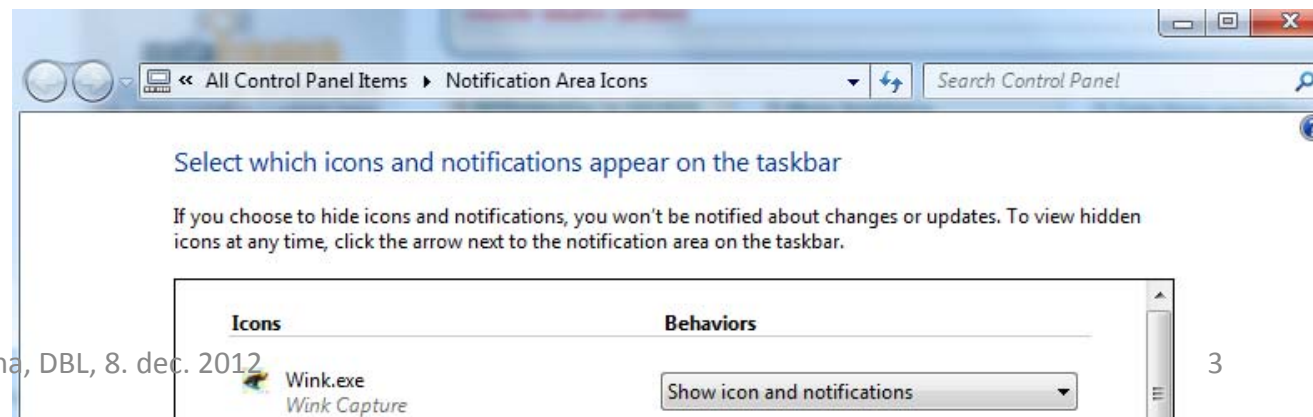 « All Control Panel Items ▸ Notification Area Icons
Search Control Panel
Select which icons and notifications appear on the taskbar
If you choose to hide icons and notifications, you won't be notified about changes or updates. To view hidden
icons at any time, click the arrow next to the notification area on the taskbar.
Icons Behaviors
, DBL, 8. dec. 2012
3
Wink.exe
Wink Capture
Show icon and notifications